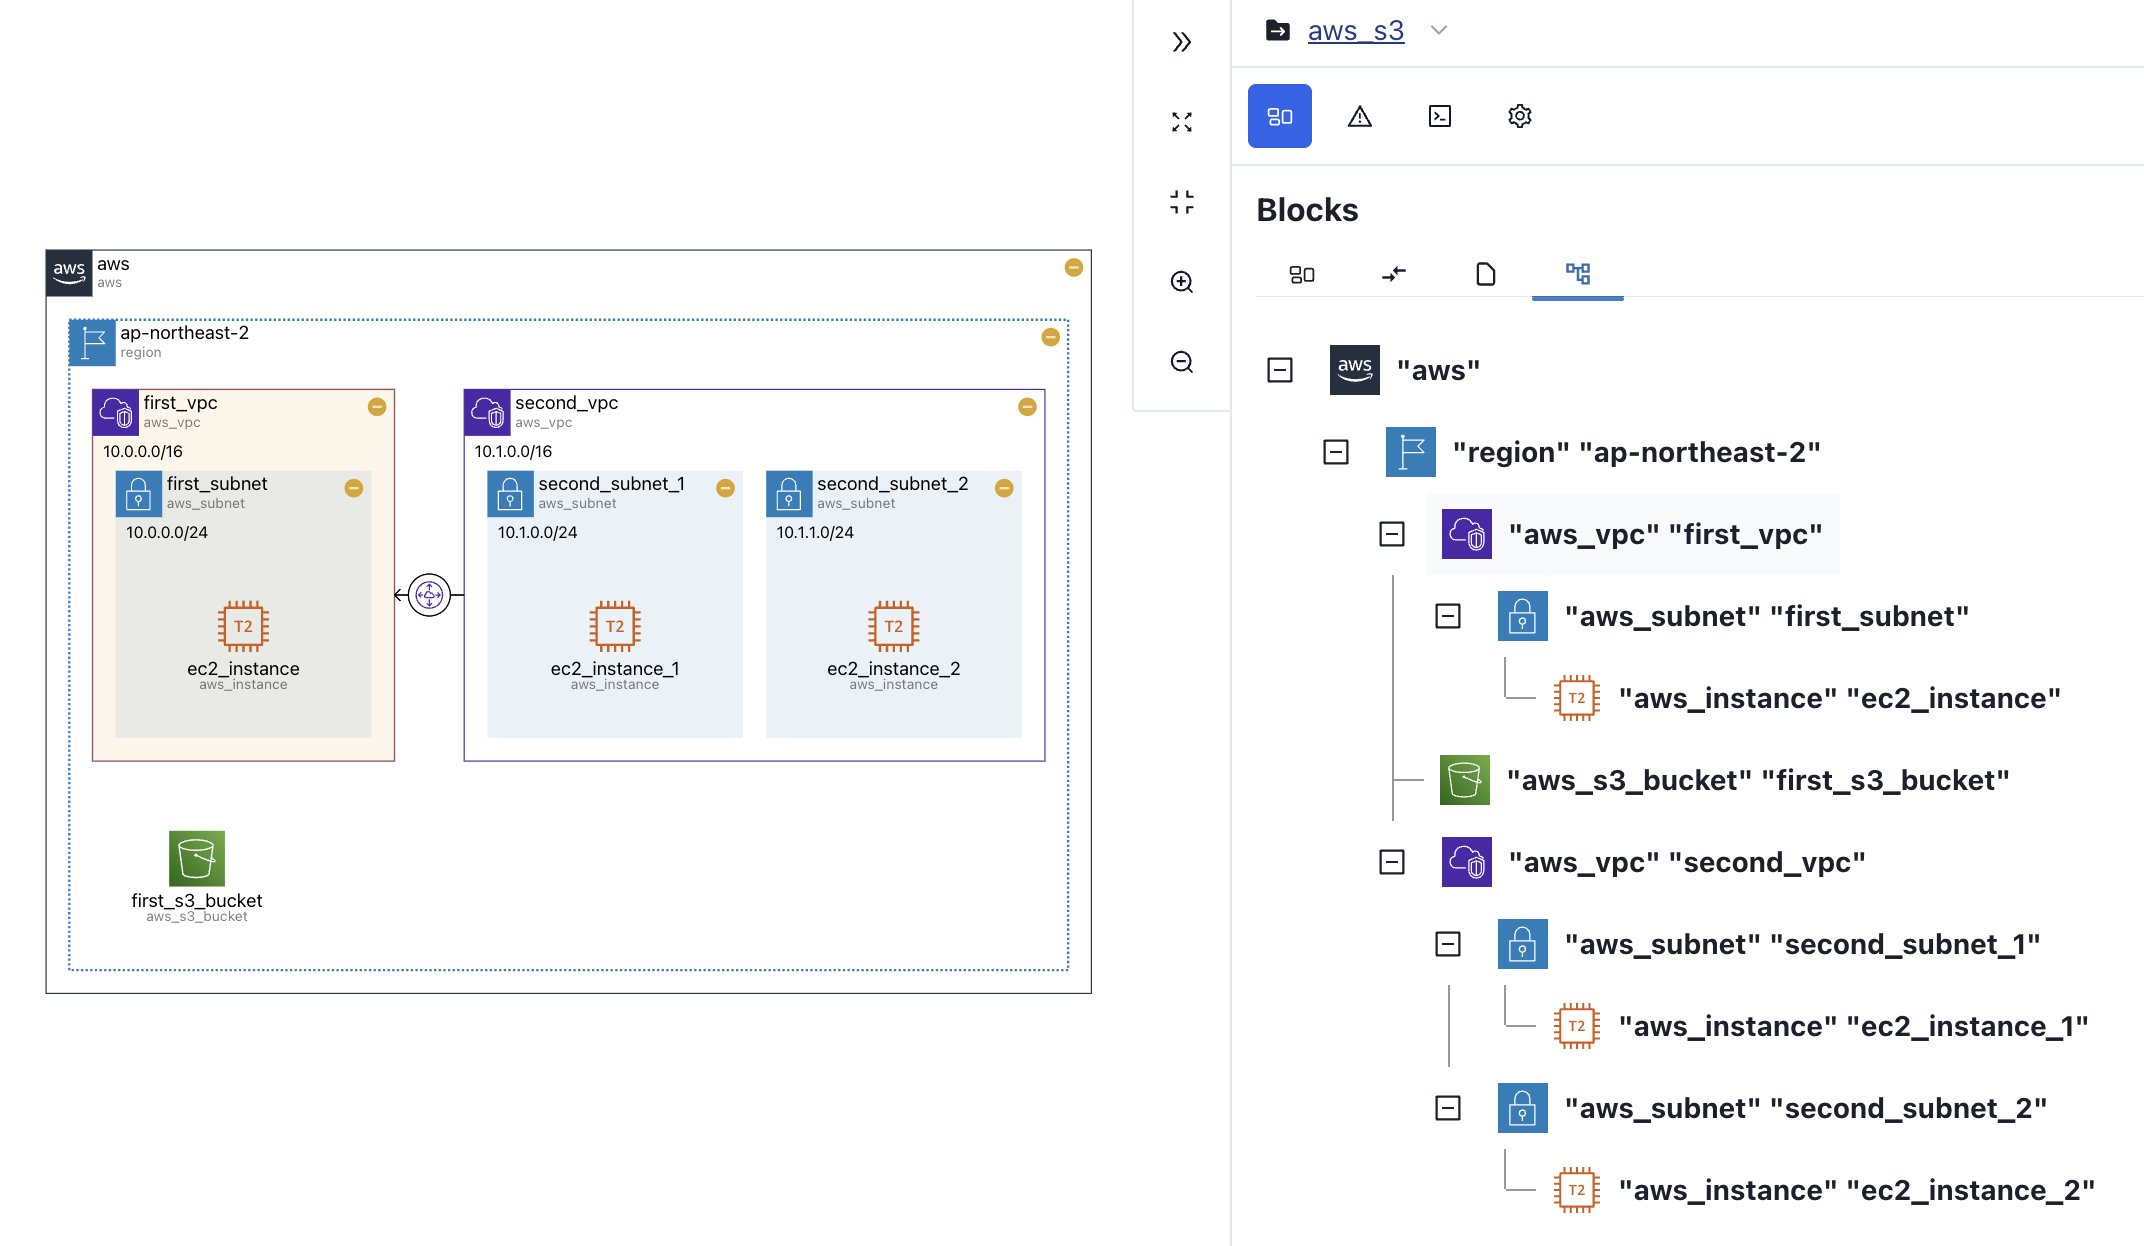 aws
aws
aws
ap-northeast-2
region
first_vpc
aws_vpc
10.0.0.0/16
first_subnet
aws_subnet
10.0.0.0/24
T2
ec2_instance
aws_instance
second_vpc
aws_vpc
10.1.0.0/16
second_subnet_1
aws_subnet
10.1.0.0/24
T2
ec2_instance_1
aws_instance
second_subnet_2
aws_subnet
10.1.1.0/24
T2
ec2_instance_2
aws_instance
first_s3_bucket
aws_s3_bucket
aws_s3
Blocks
aws "aws"
"region" "ap-northeast-2"
"aws_vpc" "first_vpc"
"aws_subnet" "first_subnet"
T2 "aws_instance" "ec2_instance"
"aws_s3_bucket" "first_s3_bucket"
"aws_vpc" "second_vpc"
"aws_subnet" "second_subnet_1"
T2 "aws_instance" "ec2_instance_1"
"aws_subnet" "second_subnet_2"
T2 "aws_instance" "ec2_instance_2"